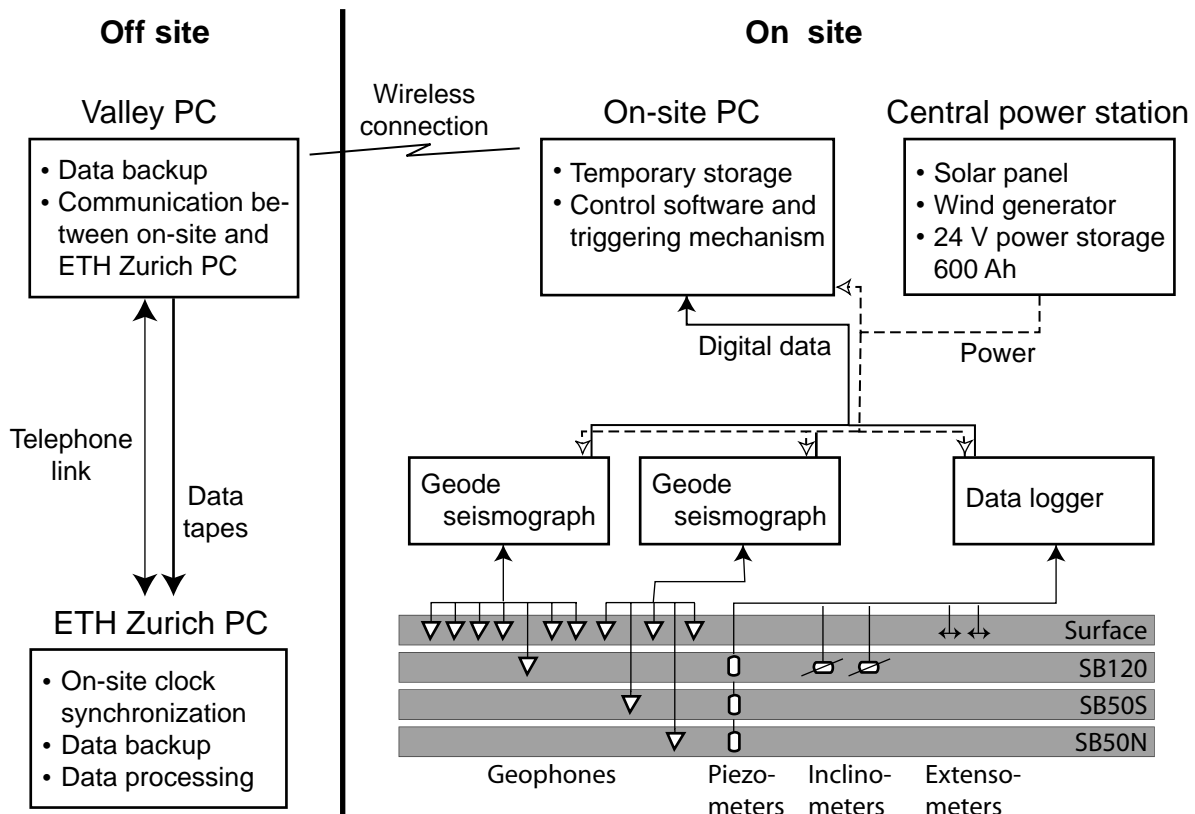 Off site
On site
Valley PC
• Data backup
• Communication be-
tween on-site and
ETH Zurich PC
Wireless
connection
On-site PC
• Temporary storage
• Control software and
triggering mechanism
Central power station
• Solar panel
• Wind generator
• 24 V power storage
600 Ah
Digital data
Power
Telephone
link
Data
tapes
Geode
seismograph
Geode
seismograph
Data logger
ETH Zurich PC
• On-site clock
synchronization
• Data backup
• Data processing
Surface
SB120
SB50S
SB50N
Geophones
Piezo-
meters
Inclino-
meters
Extenso-
meters